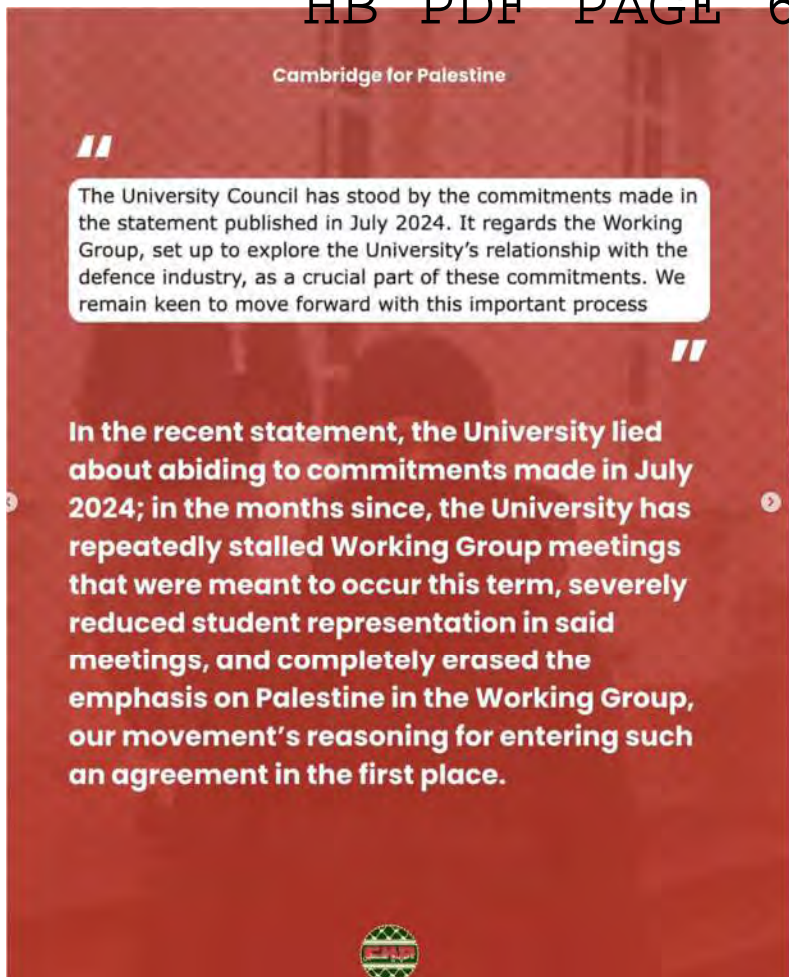 HB PDF PAGE 6
Cambridge for Palestine
"
The University Council has stood by the commitments made in
the statement published in July 2024. It regards the Working
Group, set up to explore the University's relationship with the
defence industry, as a crucial part of these commitments. We
remain keen to move forward with this important process
"
In the recent statement, the University lied
about abiding to commitments made in July
2024; in the months since, the University has
repeatedly stalled Working Group meetings
that were meant to occur this term, severely
reduced student representation in said
meetings, and completely erased the
emphasis on Palestine in the Working Group,
our movement's reasoning for entering such
an agreement in the first place.